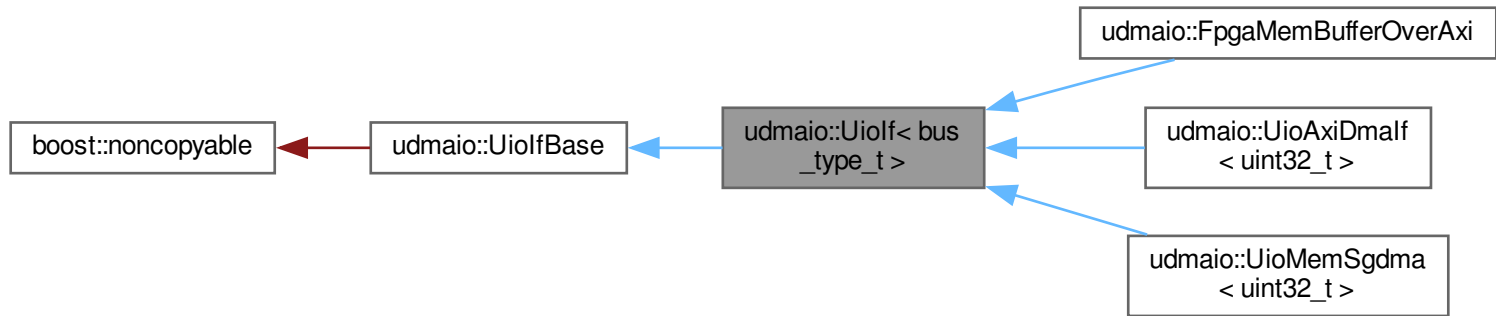 udmaio::FpgaMemBufferOverAxi
boost::noncopyable
udmaio::UioIfBase
udmaio::UioIf< bus
_type_t >
udmaio::UioAxiDmaIf
< uint32_t >
udmaio::UioMemSgdma
< uint32_t >